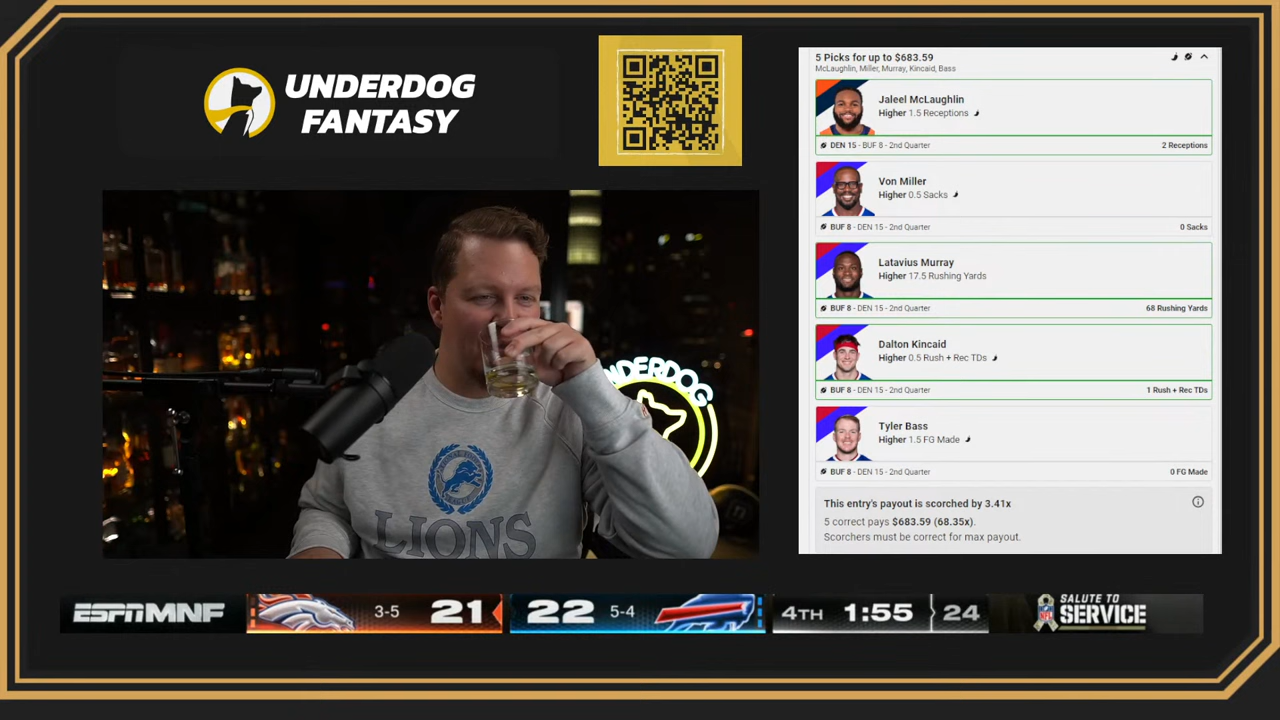 UNDERDOG
FANTASY
5 Picks for up to $683.59
McLaughlin, Miller, Murray, Kincaid, Bass
Jaleel McLaughlin
Higher 1.5 Receptions
DEN 15 - BUF 8 - 2nd Quarter
2 Receptions
Von Miller
Higher 0.5 Sacks
BUF 8 - DEN 15 - 2nd Quarter
0 Sacks
Latavius Murray
Higher 17.5 Rushing Yards
BUF 8 - DEN 15 - 2nd Quarter
68 Rushing Yards
Dalton Kincaid
Higher 0.5 Rush + Rec TDs
BUF 8 - DEN 15 - 2nd Quarter
1 Rush + Rec TDs
Tyler Bass
Higher 1.5 FG Made
BUF 8 - DEN 15 - 2nd Quarter
0 FG Made
This entry's payout is scorched by 3.41x
5 correct pays $683.59 (68.35x).
Scorchers must be correct for max payout.
UNDERDOG
LIONS
ESPN MNF
3-5
21
22
5-4
4TH
1:55
24
NFL
SALUTE TO
SERVICE